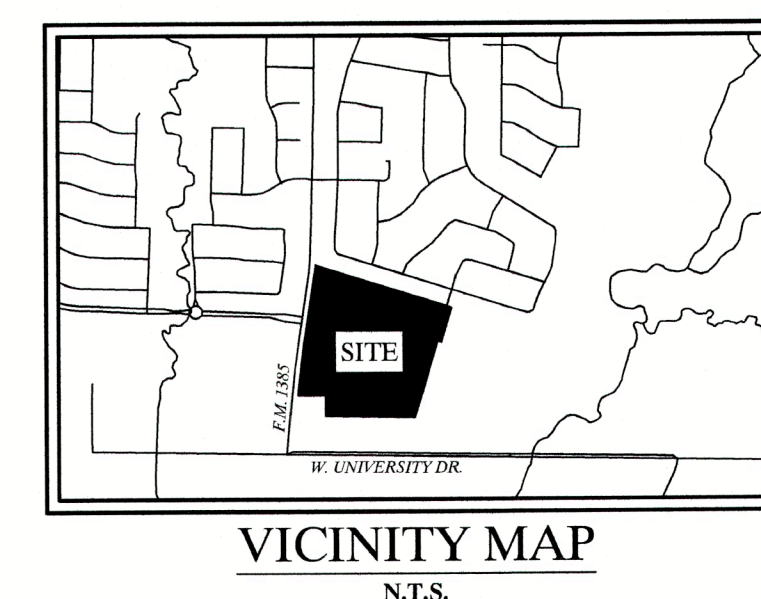 SITE
F.M. 1385
W. UNIVERSITY DR.
VICINITY MAP
N.T.S.